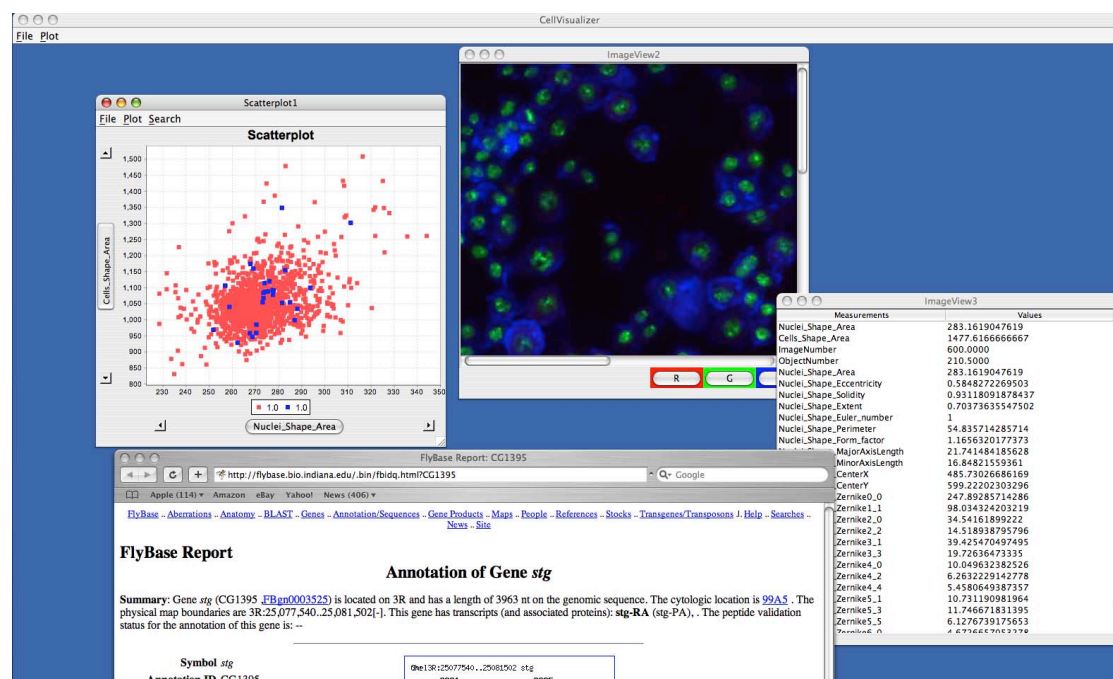 CellVisualizer
File Plot
ImageView2
R G
Scatterplot1
File Plot Search
Scatterplot
1,500
1,450
1,400
1,350
1,300
1,250
1,200
1,150
1,100
1,050
1,000
950
900
850
800
Cells_Shape_Area
230 240 250 260 270 280 290 300 310 320 330 340 350
1.0 1.0
Nuclei_Shape_Area
ImageView3
Measurements Values
Nuclei_Shape_Area 283.1619047619
Cells_Shape_Area 1477.6166666667
ImageNumber 600.0000
ObjectNumber 210.5000
Nuclei_Shape_Area 283.1619047619
Nuclei_Shape_Eccentricity 0.5848272269503
Nuclei_Shape_Solidity 0.93118091878437
Nuclei_Shape_Extent 0.70373635547502
Nuclei_Shape_Euler_number 1
Nuclei_Shape_Perimeter 54.835714285714
Nuclei_Shape_Form_factor 1.1656320177373
MajorAxisLength 21.741484185628
MinorAxisLength 16.84821559361
CenterX 485.73026686169
CenterY 599.22202303296
Zernike0_0 247.89285714286
Zernike1_1 98.034324203219
Zernike2_0 34.54161899222
Zernike2_2 14.518938795796
Zernike3_1 39.425470497495
Zernike3_3 19.72636473335
Zernike4_0 10.049632382526
Zernike4_2 6.2632229142778
Zernike4_4 5.4580649387357
Zernike5_1 10.731190981964
Zernike5_3 11.746671831395
Zernike5_5 6.1276739175653
FlyBase Report: CG1395
http://flybase.bio.indiana.edu/.bin/fbidq.html?CG1395
Google
Apple (114) Amazon eBay Yahoo! News (406)
FlyBase .. Aberrations .. Anatomy .. BLAST .. Genes .. Annotation/Sequences .. Gene Products .. Maps .. People .. References .. Stocks .. Transgenes/Transposons .. Help .. Searches ..
News .. Site
FlyBase Report
Annotation of Gene stg
Summary: Gene stg (CG1395 ,FBgn0003525) is located on 3R and has a length of 3963 nt on the genomic sequence. The cytologic location is 99A5 . The
physical map boundaries are 3R:25,077,540..25,081,502[-]. This gene has transcripts (and associated proteins): stg-RA (stg-PA), . The peptide validation
status for the annotation of this gene is: --
Symbol stg
Annotation ID CG1395
Dmel3R:25077540..25081502 stg